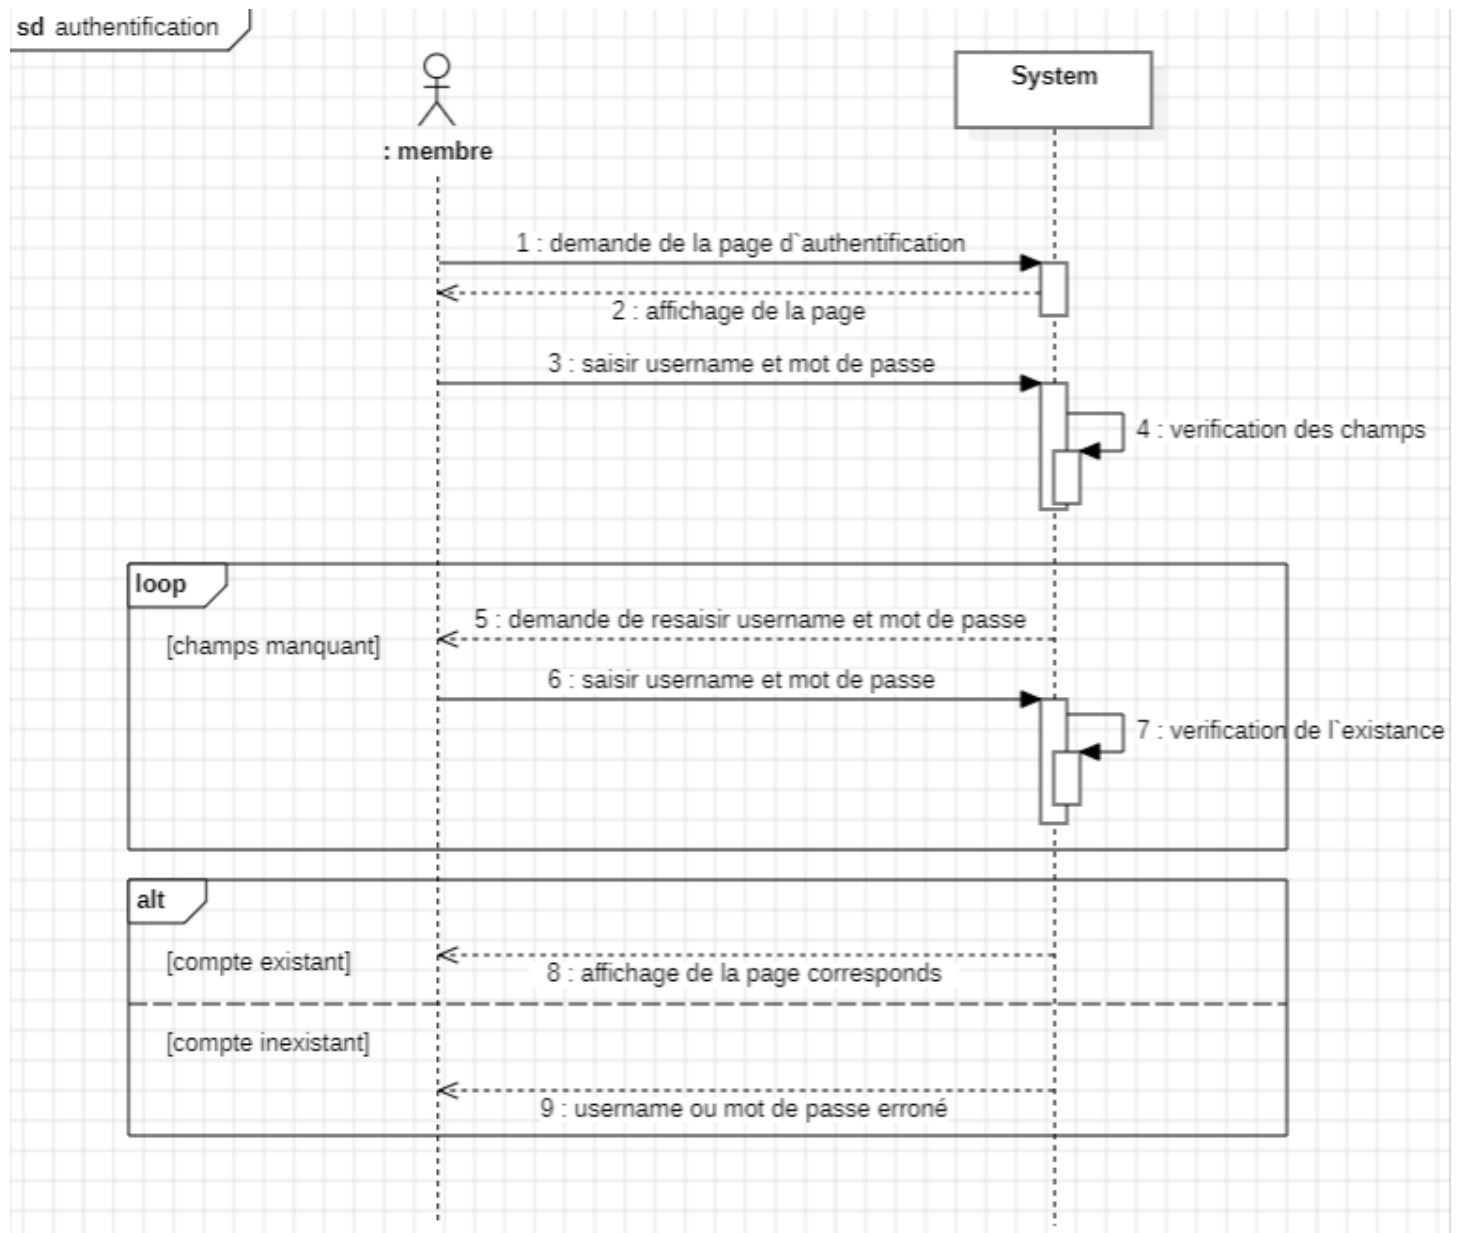 sd authentification
System
: membre
1 : demande de la page d`authentification
2 : affichage de la page
3 : saisir username et mot de passe
4 : verification des champs
loop
5 : demande de resaisir username et mot de passe
[champs manquant]
6 : saisir username et mot de passe
7 : verification de l`existance
alt
[compte existant]
8 : affichage de la page corresponds
[compte inexistant]
9 : username ou mot de passe erroné